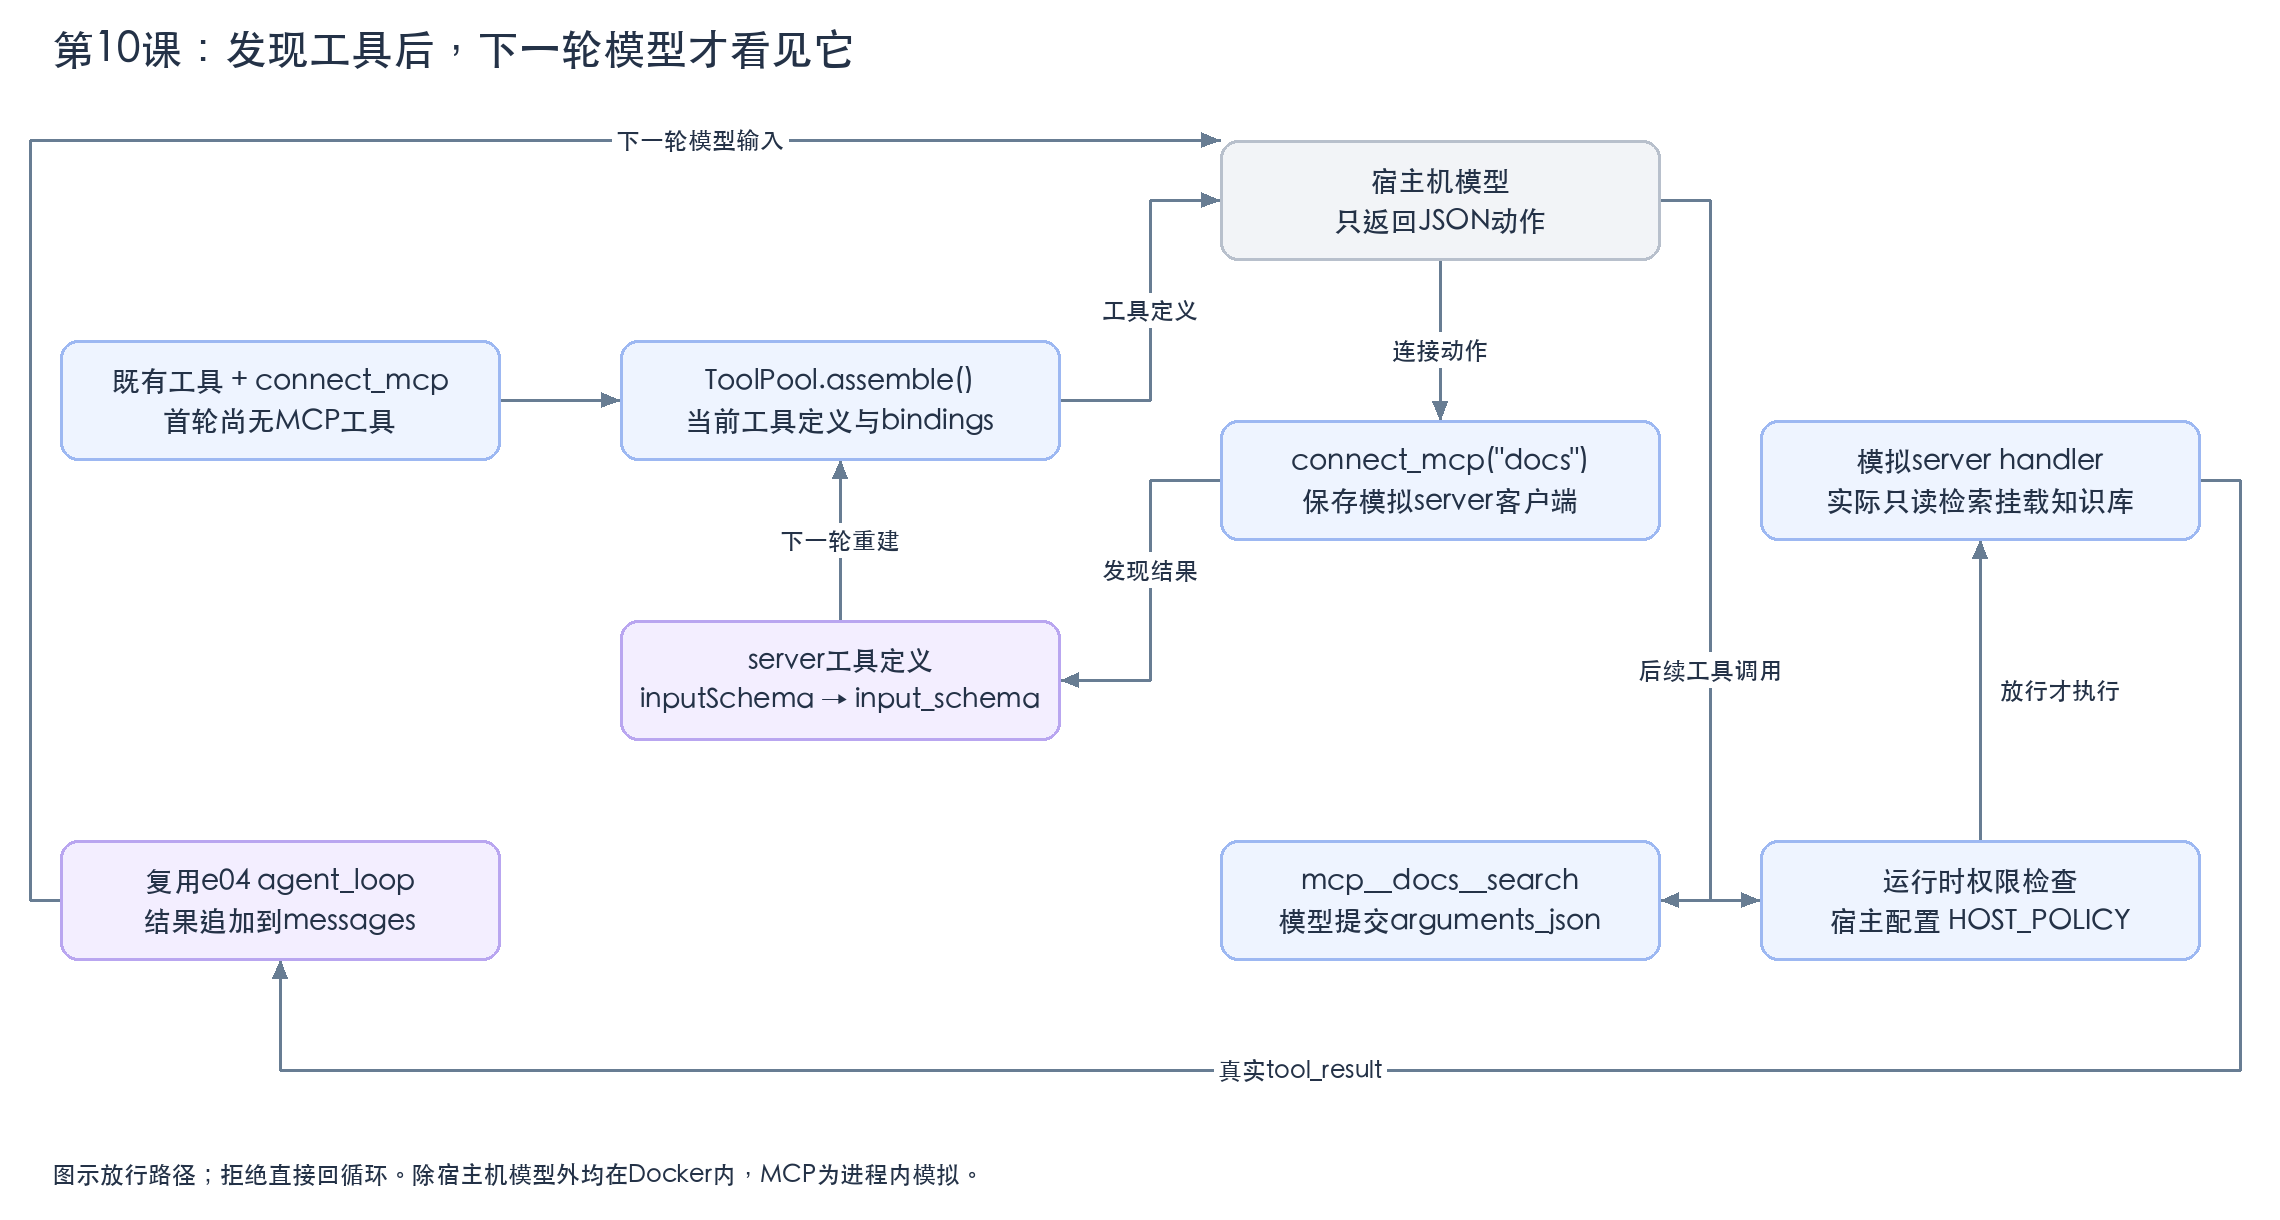 第10课：发现工具后，下一轮模型才看见它
下一轮模型输入
宿主机模型
只返回JSON动作
工具定义
连接动作
既有工具 + connect_mcp
首轮尚无MCP工具
ToolPool.assemble()
当前工具定义与bindings
connect_mcp("docs")
保存模拟server客户端
模拟server handler
实际只读检索挂载知识库
下一轮重建
发现结果
server工具定义
inputSchema → input_schema
后续工具调用
放行才执行
复用e04 agent_loop
结果追加到messages
mcp__docs__search
模型提交arguments_json
运行时权限检查
宿主配置 HOST_POLICY
真实tool_result
图示放行路径；拒绝直接回循环。除宿主机模型外均在Docker内，MCP为进程内模拟。